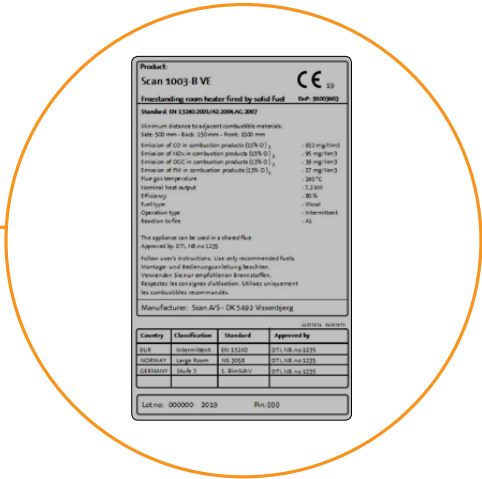 Product:
Scan 1003-B VE CE 19
Freestanding room heater fired by solid fuel DoP: 91003603
Standard: EN 13240:2001/A2:2004,AC:2007
Minimum distance to adjacent combustible materials:
Side: 500 mm - Back: 150 mm - Front: 1500 mm
Emission of CO in combustion products (13% O ) : 832 mg/Nm3
Emission of NOx in combustion products (13% O ) : 95 mg/Nm3
Emission of OGC in combustion products (13% O ) : 39 mg/Nm3
Emission of PM in combustion products (13% O ) : 27 mg/Nm3
Flue gas temperature : 260 °C
Nominal heat output : 7,2 kW
Efficiency : 80 %
Fuel type : Wood
Operation type : Intermittent
Reaction to fire : A1
The appliance can be used in a shared flue
Approved by: DTI, NB.no 1235
Follow user's instructions. Use only recommended fuels.
Montage- und Bedienungsanleitung beachten.
Verwenden Sie nur empfohlenen Brennstoffen.
Respectez les consignes d'utlisation. Utilisez uniquement
les combustibles recommandés.
Manufacturer: Scan A/S - DK 5492 Vissenbjerg
Country Classification Standard Approved by
EUR Intermittent EN 13240 DTI, NB.no 1235
NORWAY Large Room NS 3058 DTI, NB.no 1235
GERMANY Stufe 2 1. BImSchV DTI, NB.no 1235
Lot no: 000000 2019 Pin:000